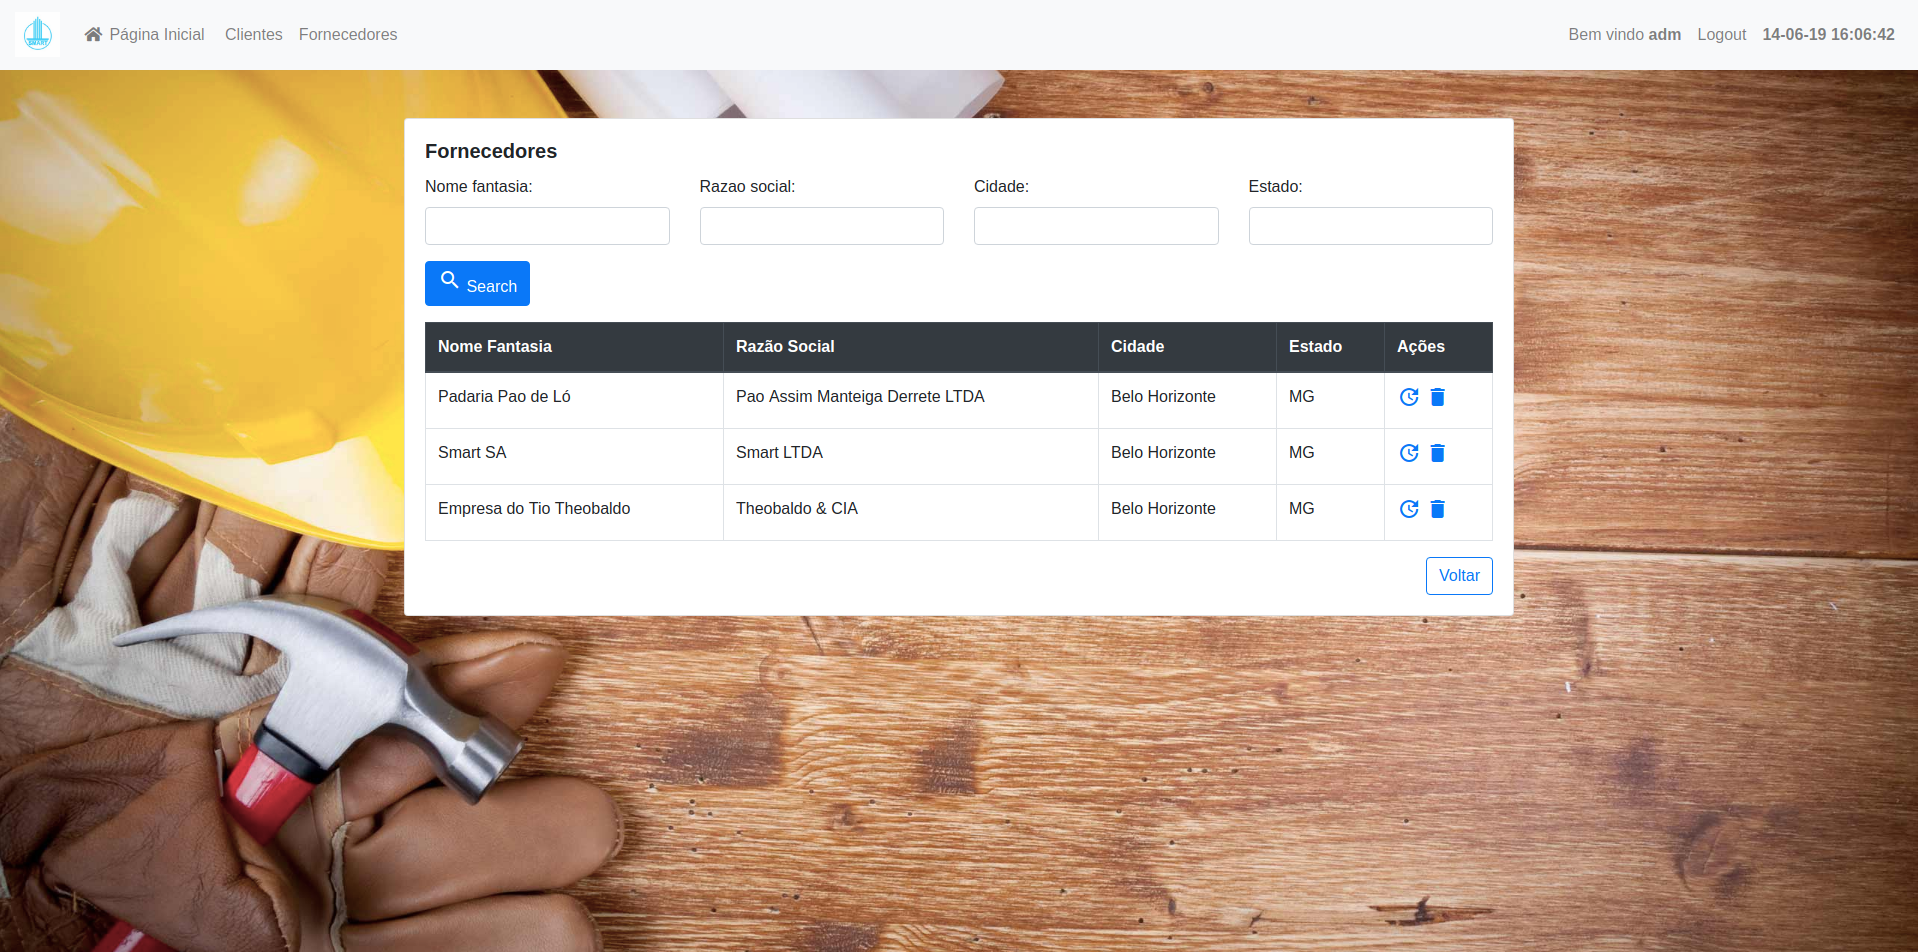 SMART
Página Inicial Clientes Fornecedores Bem vindo adm Logout 14-06-19 16:06:42
Fornecedores
Nome fantasia: Razao social: Cidade: Estado:
Search
Nome Fantasia Razão Social Cidade Estado Ações
Padaria Pao de Ló Pao Assim Manteiga Derrete LTDA Belo Horizonte MG
Smart SA Smart LTDA Belo Horizonte MG
Empresa do Tio Theobaldo Theobaldo & CIA Belo Horizonte MG
Voltar